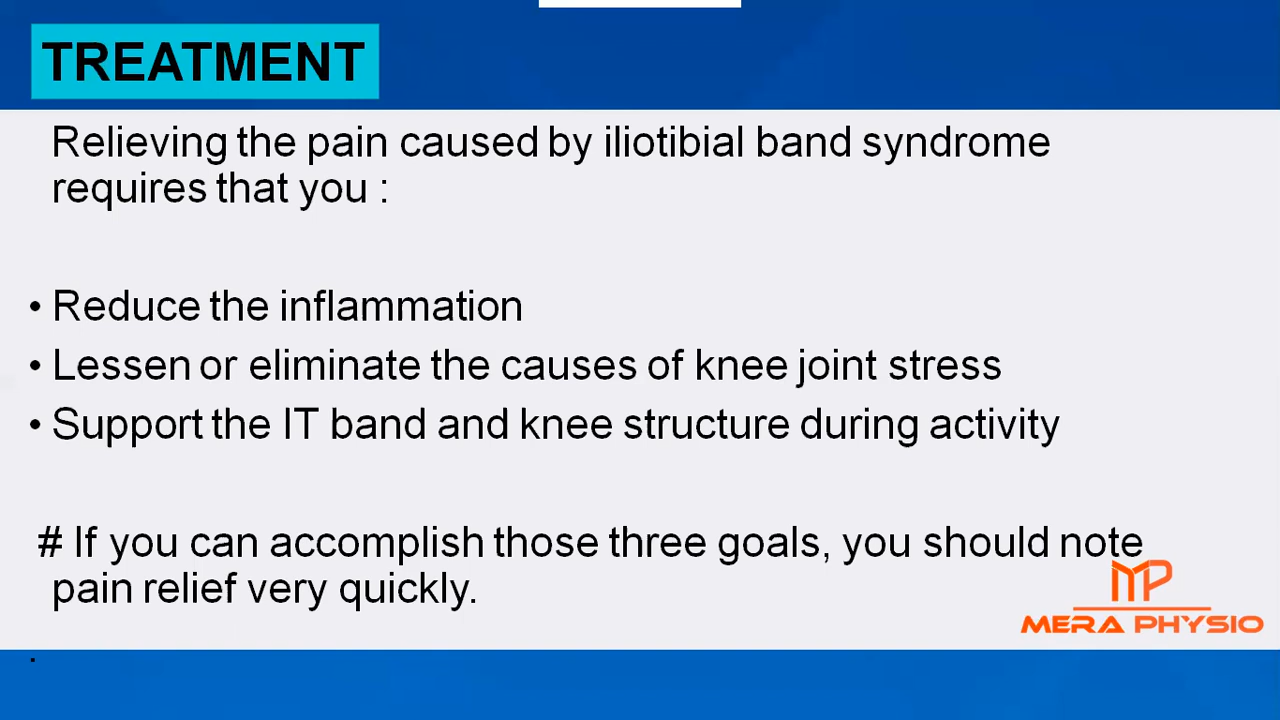 TREATMENT
Relieving the pain caused by iliotibial band syndrome
requires that you :
• Reduce the inflammation
• Lessen or eliminate the causes of knee joint stress
• Support the IT band and knee structure during activity
# If you can accomplish those three goals, you should note
pain relief very quickly.
MP
MERA PHYSIO
.